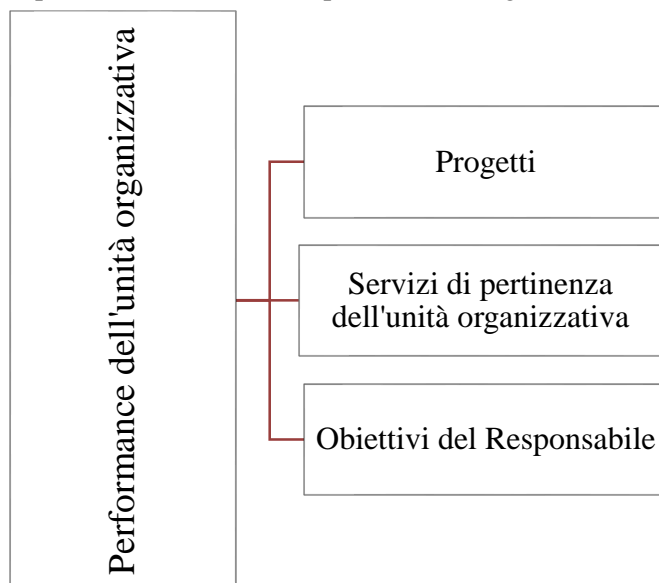 Performance dell'unità organizzativa
Progetti
Servizi di pertinenza
dell'unità organizzativa
Obiettivi del Responsabile